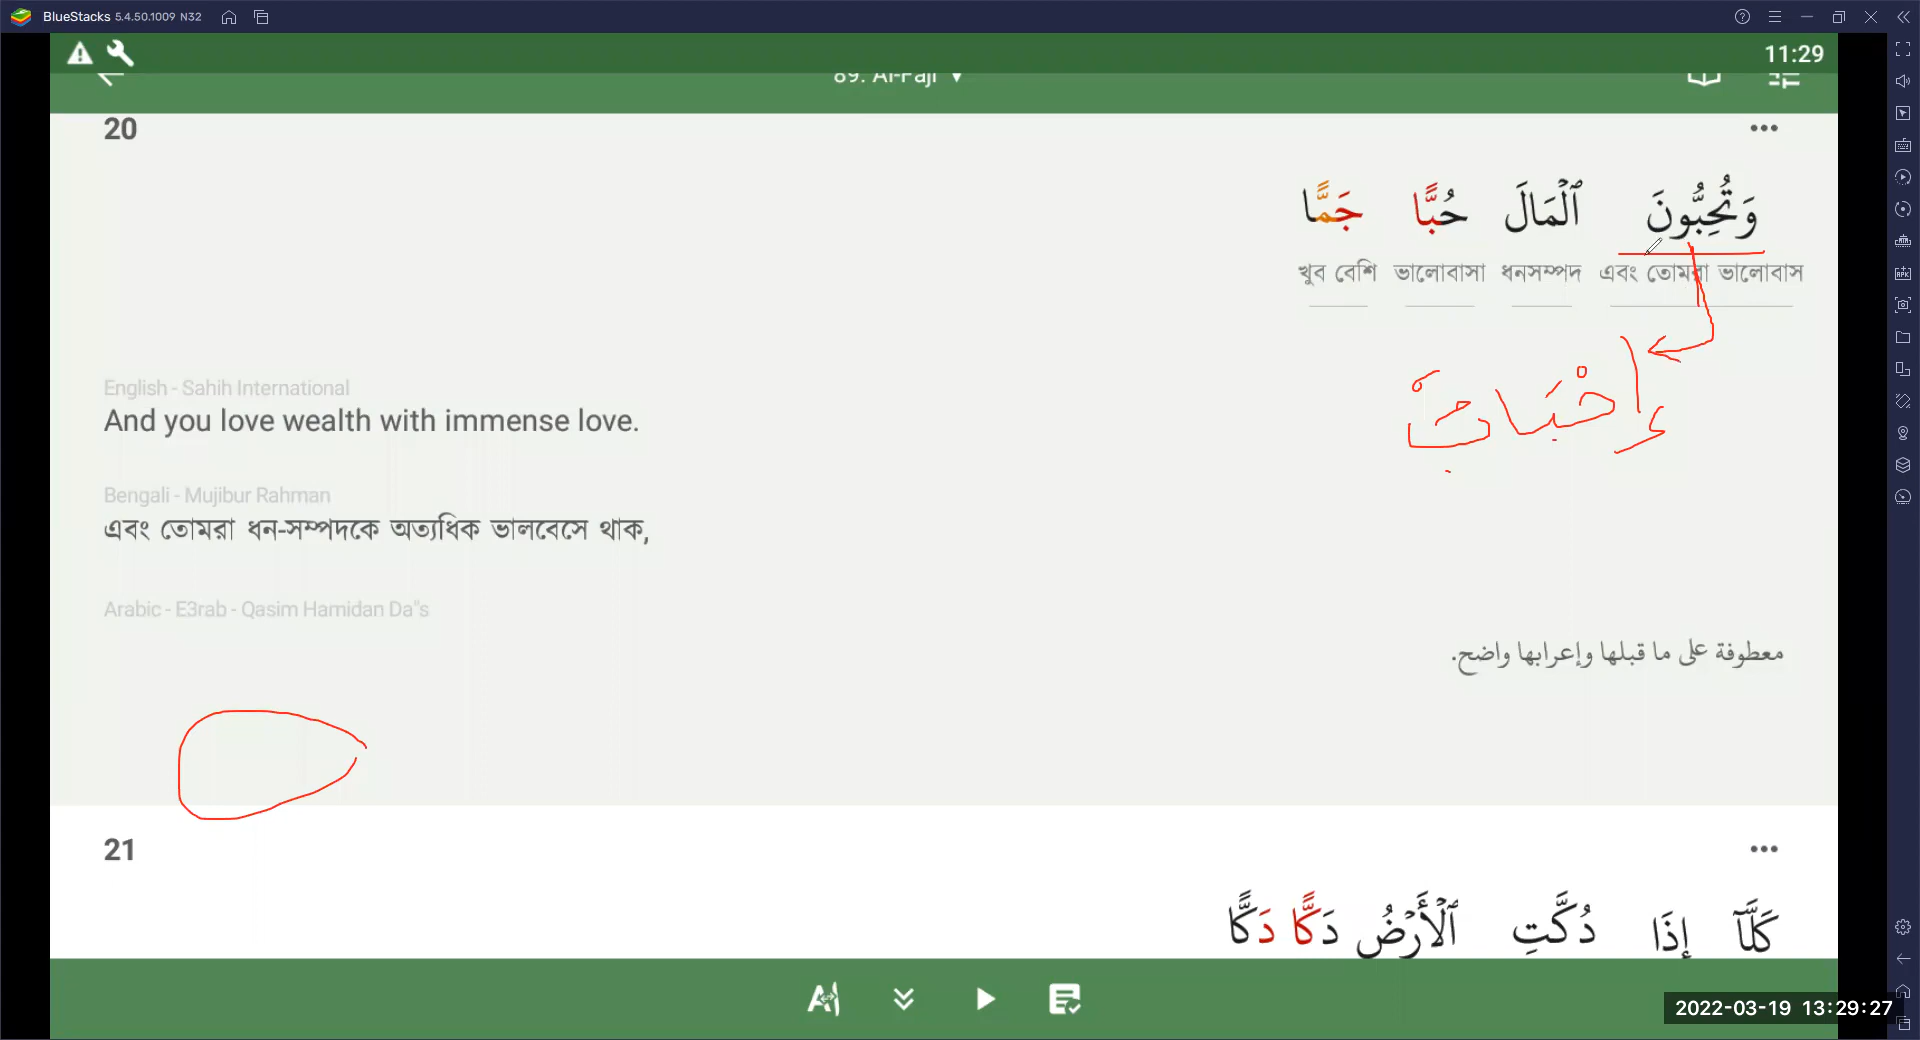 BlueStacks 5.4.50.1009 N32
11:29
89. Al-Fajr ▼
20
وَتُحِبُّونَ ٱلْمَالَ حُبًّا جَمًّا
এবং তোমরা ভালোবাস ধনসম্পদ ভালোবাসা খুব বেশি
إِحْبَابٌ
English - Sahih International
And you love wealth with immense love.
Bengali - Mujibur Rahman
এবং তোমরা ধন-সম্পদকে অত্যধিক ভালবেসে থাক,
Arabic - E3rab - Qasim Hamidan Da"s
معطوفة على ما قبلها وإعرابها واضح.
21
كَلَّآ إِذَا دُكَّتِ ٱلْأَرْضُ دَكًّا دَكًّا
2022-03-19 13:29:27